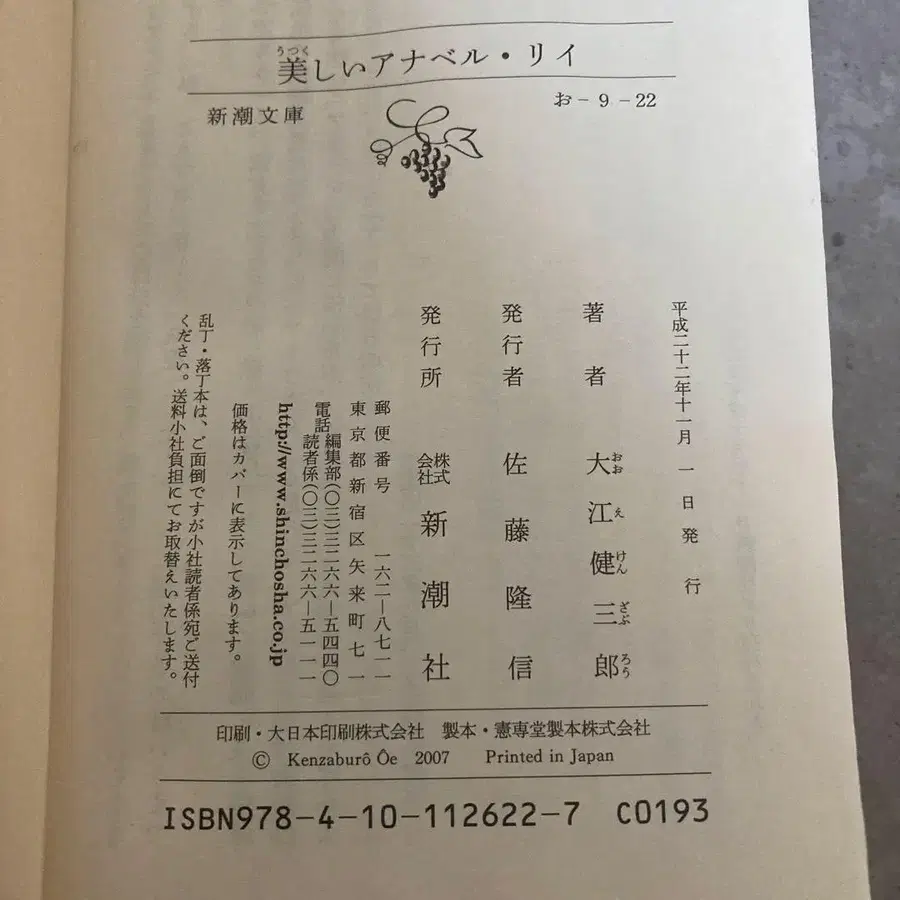 うつく
美しいアナベル・リイ
新潮文庫
お-9-22
平成二十二年十一月一日発行
著者 大江健三郎
おおえけんざぶろう
発行者 佐藤隆信
発行所 株式会社 新潮社
郵便番号 一六二―八七一一
東京都新宿区矢来町七一
電話 編集部(〇三)三二六六―五四四〇
読者係(〇三)三二六六―五一一一
http://www.shinchosha.co.jp
価格はカバーに表示してあります。
乱丁・落丁本は、ご面倒ですが小社読者係宛ご送付
ください。送料小社負担にてお取替えいたします。
印刷・大日本印刷株式会社 製本・憲専堂製本株式会社
© Kenzaburô Ôe 2007 Printed in Japan
ISBN978-4-10-112622-7 C0193